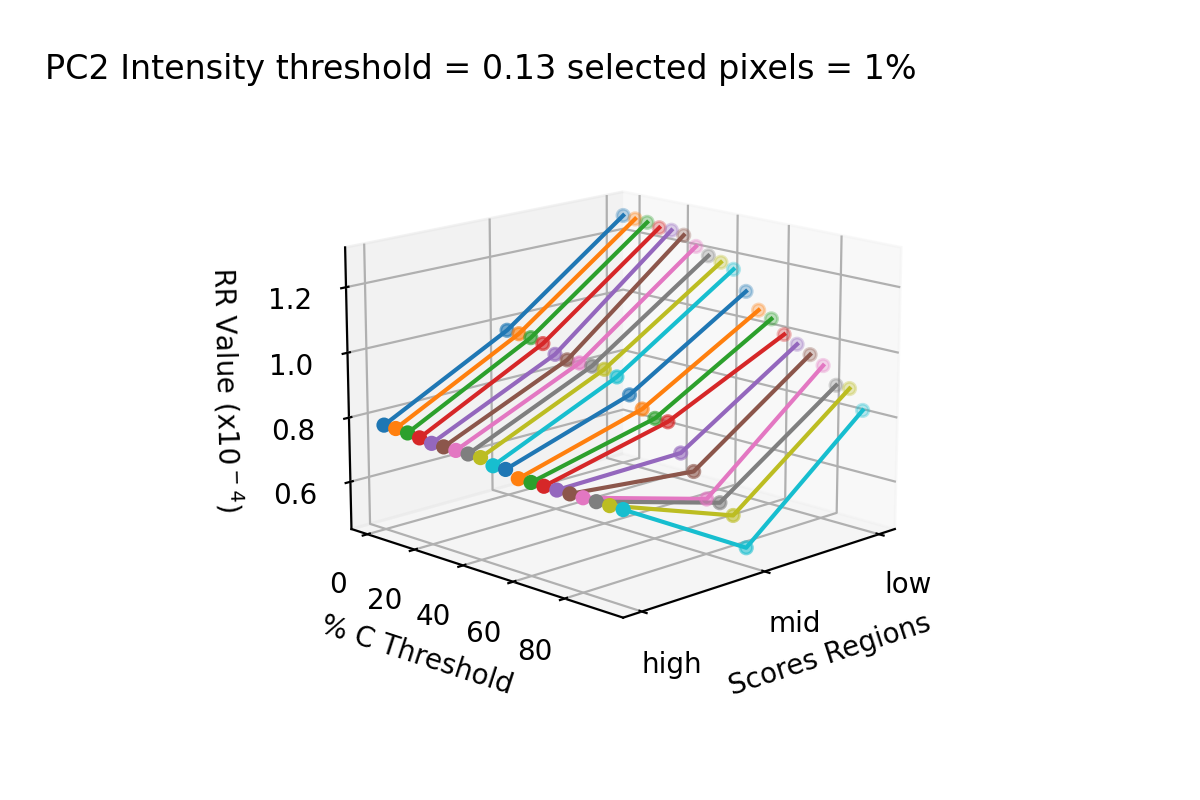 PC2 Intensity threshold = 0.13 selected pixels = 1%
RR Value (x10⁻⁴)
1.2
1.0
0.8
0.6
0
20
40
60
80
% C Threshold
high
mid
low
Scores Regions